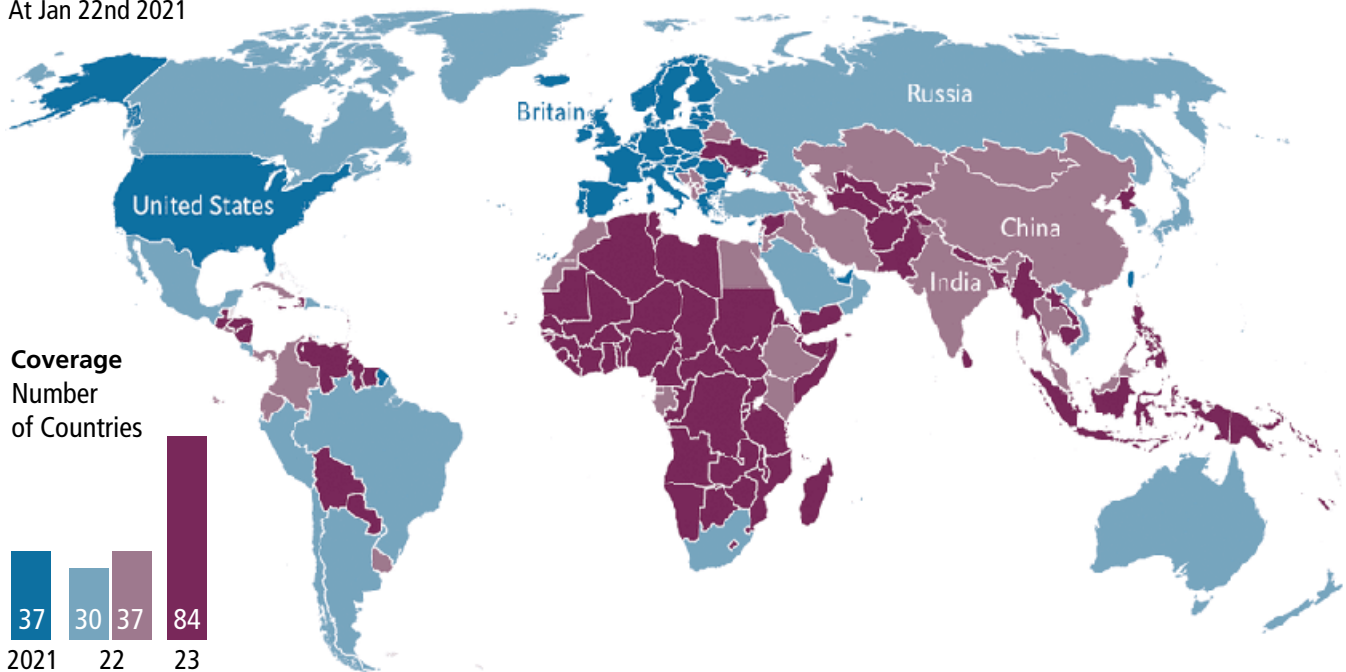 At Jan 22nd 2021
Britain
Russia
United States
China
India
Coverage
Number
of Countries
37
30
37
84
2021
22
23